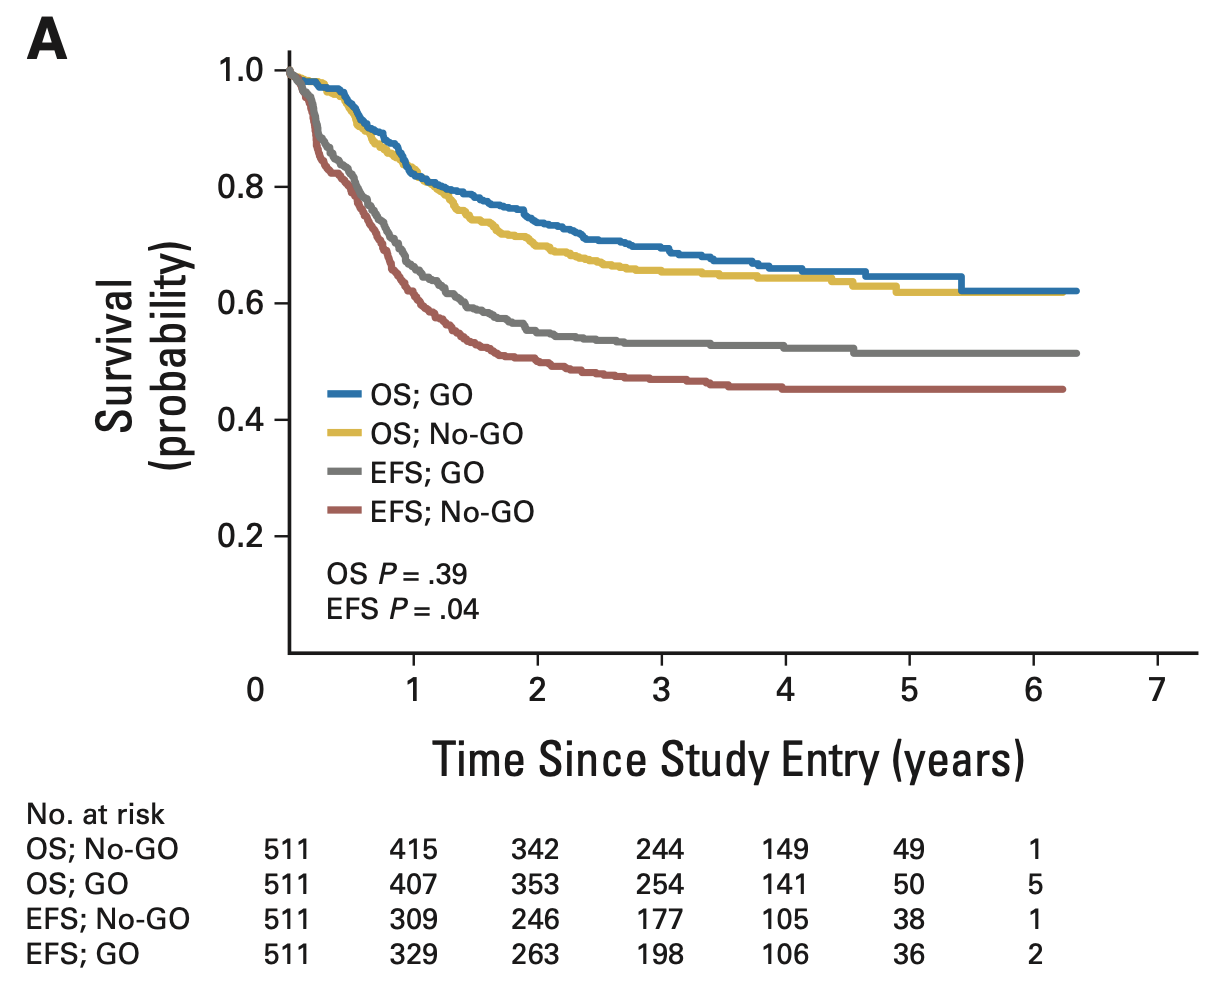 A
1.0
0.8
0.6
0.4
0.2
Survival
(probability)
OS; GO
OS; No-GO
EFS; GO
EFS; No-GO
OS P = .39
EFS P = .04
0 1 2 3 4 5 6 7
Time Since Study Entry (years)
No. at risk
OS; No-GO 511 415 342 244 149 49 1
OS; GO 511 407 353 254 141 50 5
EFS; No-GO 511 309 246 177 105 38 1
EFS; GO 511 329 263 198 106 36 2